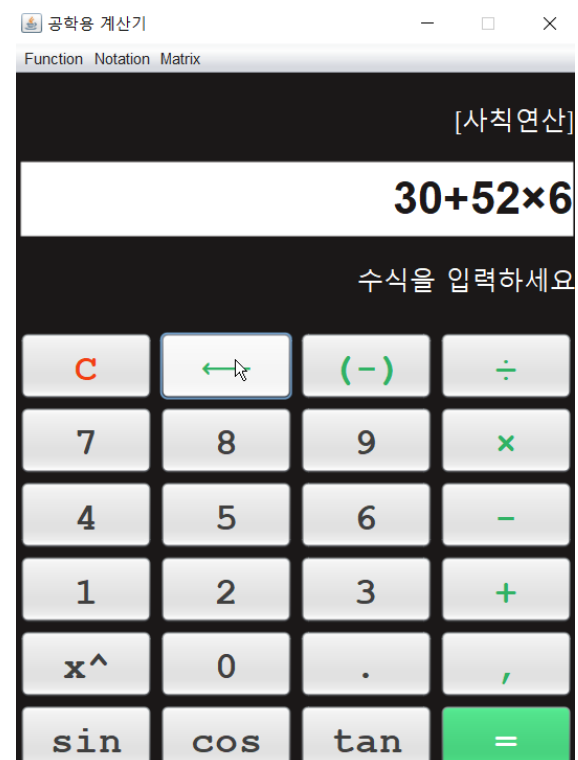 공학용 계산기
Function Notation Matrix
[사칙연산]
30+52×6
수식을 입력하세요
C ← (-) ÷
7 8 9 ×
4 5 6 -
1 2 3 +
x^ 0 . ,
sin cos tan =